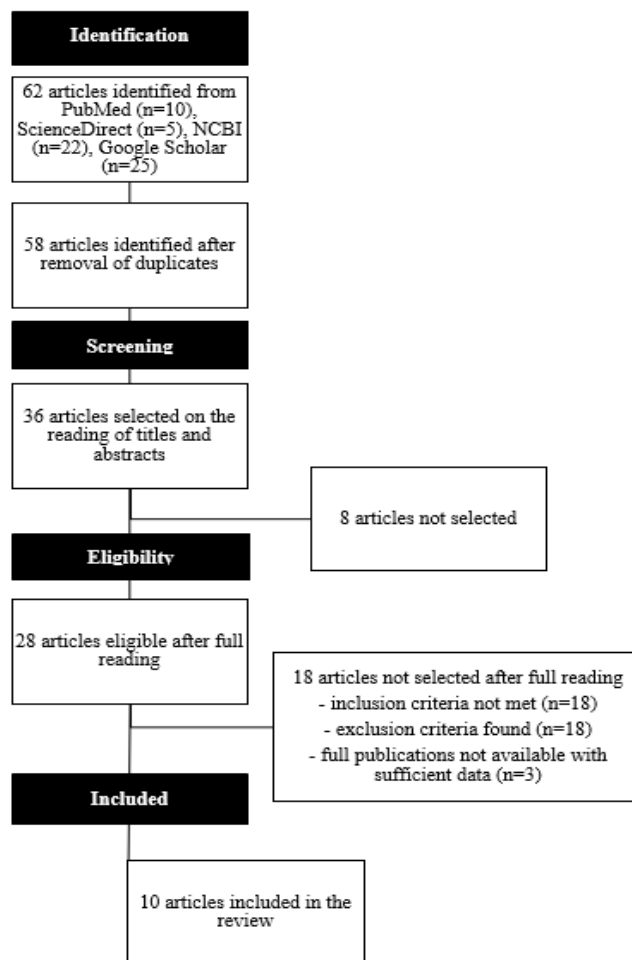 Identification
62 articles identified from
PubMed (n=10),
ScienceDirect (n=5), NCBI
(n=22), Google Scholar
(n=25)
58 articles identified after
removal of duplicates
Screening
36 articles selected on the
reading of titles and
abstracts
8 articles not selected
Eligibility
28 articles eligible after full
reading
18 articles not selected after full reading
- inclusion criteria not met (n=18)
- exclusion criteria found (n=18)
- full publications not available with
sufficient data (n=3)
Included
10 articles included in the
review